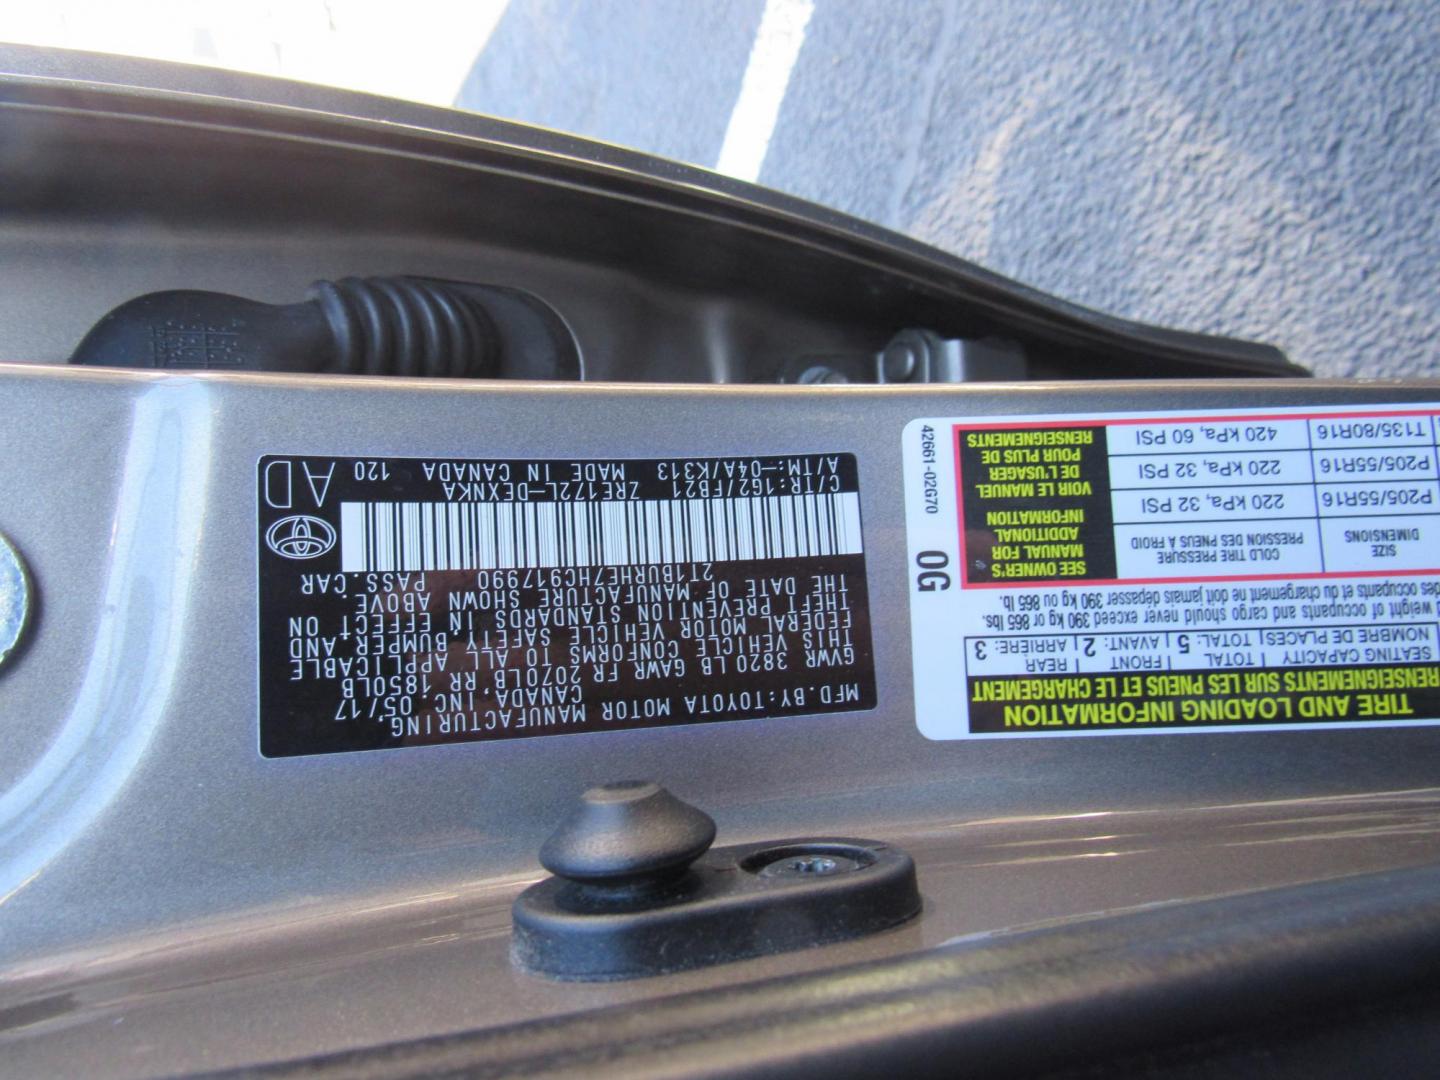 MFD.BY:TOYOTA MOTOR MANUFACTURING
CANADA, INC. 05/17
GVWR 3820LB GAWR FR 2070LB, RR 1850LB
THIS VEHICLE CONFORMS TO ALL APPLICABLE
FEDERAL MOTOR VEHICLE SAFETY, BUMPER AND
THEFT PREVENTION STANDARDS IN EFFECT ON
THE DATE OF MANUFACTURE SHOWN ABOVE.
2T1BURHE7HC917990 PASS.CAR
C/TR:1G2/FB21 ZRE172L-DEXNKA
A/TM:-04A/K313 MADE IN CANADA 120
AD
TIRE AND LOADING INFORMATION
RENSEIGNEMENTS SUR LES PNEUS ET LE CHARGEMENT
SEATING CAPACITY TOTAL FRONT REAR
NOMBRE DE PLACES TOTAL: 5 AVANT: 2 ARRIÈRE: 3
weight of occupants and cargo should never exceed 390 kg or 865 lbs.
des occupants et du chargement ne doit jamais dépasser 390 kg ou 865 lb.
SIZE
DIMENSIONS
COLD TIRE PRESSURE
PRESSION DES PNEUS À FROID
P205/55R16 220 kPa, 32 PSI
P205/55R16 220 kPa, 32 PSI
T135/80R16 420 kPa, 60 PSI
SEE OWNER'S
MANUAL FOR
ADDITIONAL
INFORMATION
VOIR LE MANUEL
DE L'USAGER
POUR PLUS DE
RENSEIGNEMENTS
0G
42661-02G70